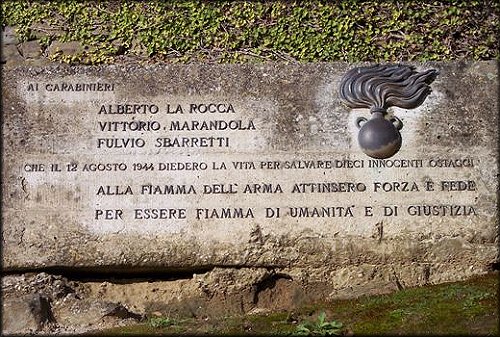 AI CARABINIERI
ALBERTO LA ROCCA
VITTORIO MARANDOLA
FULVIO SBARRETTI
CHE IL 12 AGOSTO 1944 DIEDERO LA VITA PER SALVARE DIECI INNOCENTI OSTAGGI
ALLA FIAMMA DELL'ARMA ATTINSERO FORZA E FEDE
PER ESSERE FIAMMA DI UMANITA' E DI GIUSTIZIA